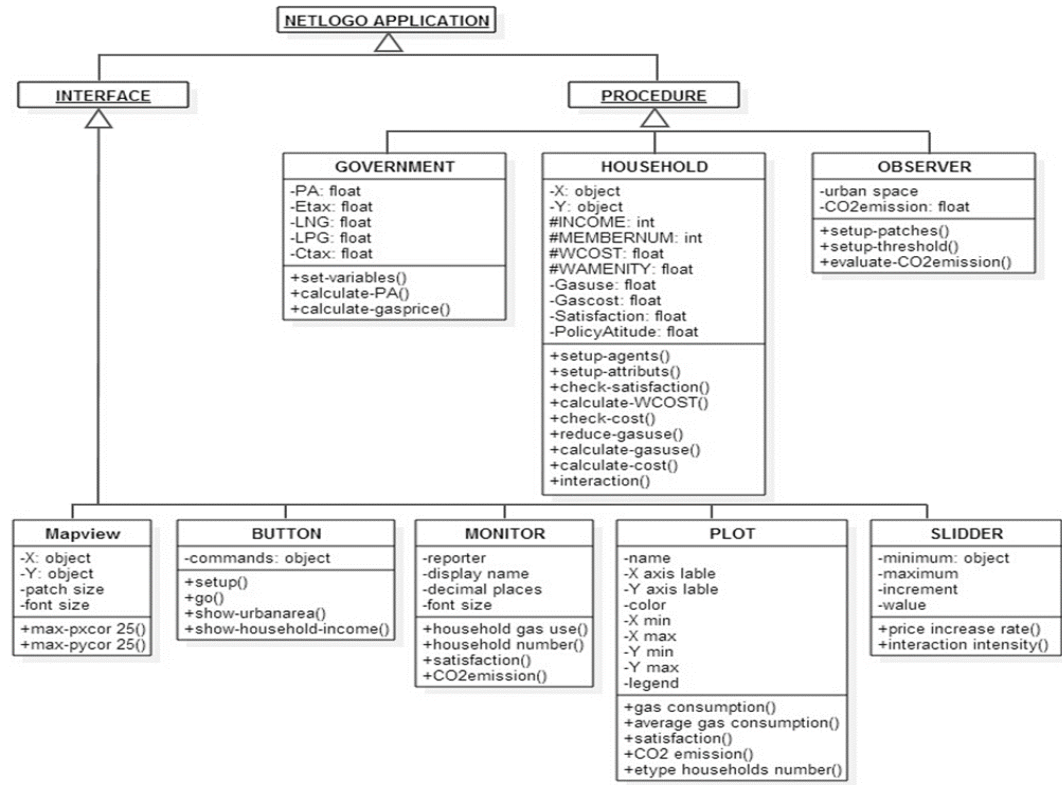 NETLOGO APPLICATION
INTERFACE
PROCEDURE
GOVERNMENT
-PA: float
-Etax: float
-LNG: float
-LPG: float
-Ctax: float
+set-variables()
+calculate-PA()
+calculate-gasprice()
HOUSEHOLD
-X: object
-Y: object
#INCOME: int
#MEMBERNUM: int
#WCOST: float
#WAMENITY: float
-Gasuse: float
-Gascost: float
-Satisfaction: float
-PolicyAtitude: float
+setup-agents()
+setup-attributs()
+check-satisfaction()
+calculate-WCOST()
+check-cost()
+reduce-gasuse()
+calculate-gasuse()
+calculate-cost()
+interaction()
OBSERVER
-urban space
-CO2emission: float
+setup-patches()
+setup-threshold()
+evaluate-CO2emission()
Mapview
-X: object
-Y: object
-patch size
-font size
+max-pxcor 25()
+max-pycor 25()
BUTTON
-commands: object
+setup()
+go()
+show-urbanarea()
+show-household-income()
MONITOR
-reporter
-display name
-decimal places
-font size
+household gas use()
+household number()
+satisfaction()
+CO2emission()
PLOT
-name
-X axis lable
-Y axis lable
-color
-X min
-X max
-Y min
-Y max
-legend
+gas consumption()
+average gas consumption()
+satisfaction()
+CO2 emission()
+etype households number()
SLIDDER
-minimum: object
-maximum
-increment
-walue
+price increase rate()
+interaction intensity()